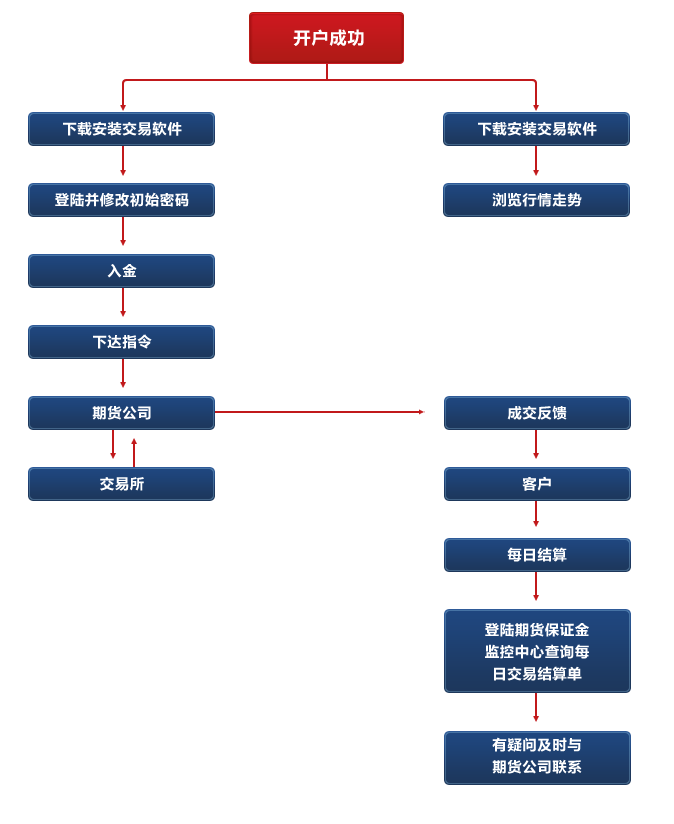 开户成功
下载安装交易软件
下载安装交易软件
登陆并修改初始密码
浏览行情走势
入金
下达指令
期货公司
成交反馈
交易所
客户
每日结算
登陆期货保证金
监控中心查询每
日交易结算单
有疑问及时与
期货公司联系